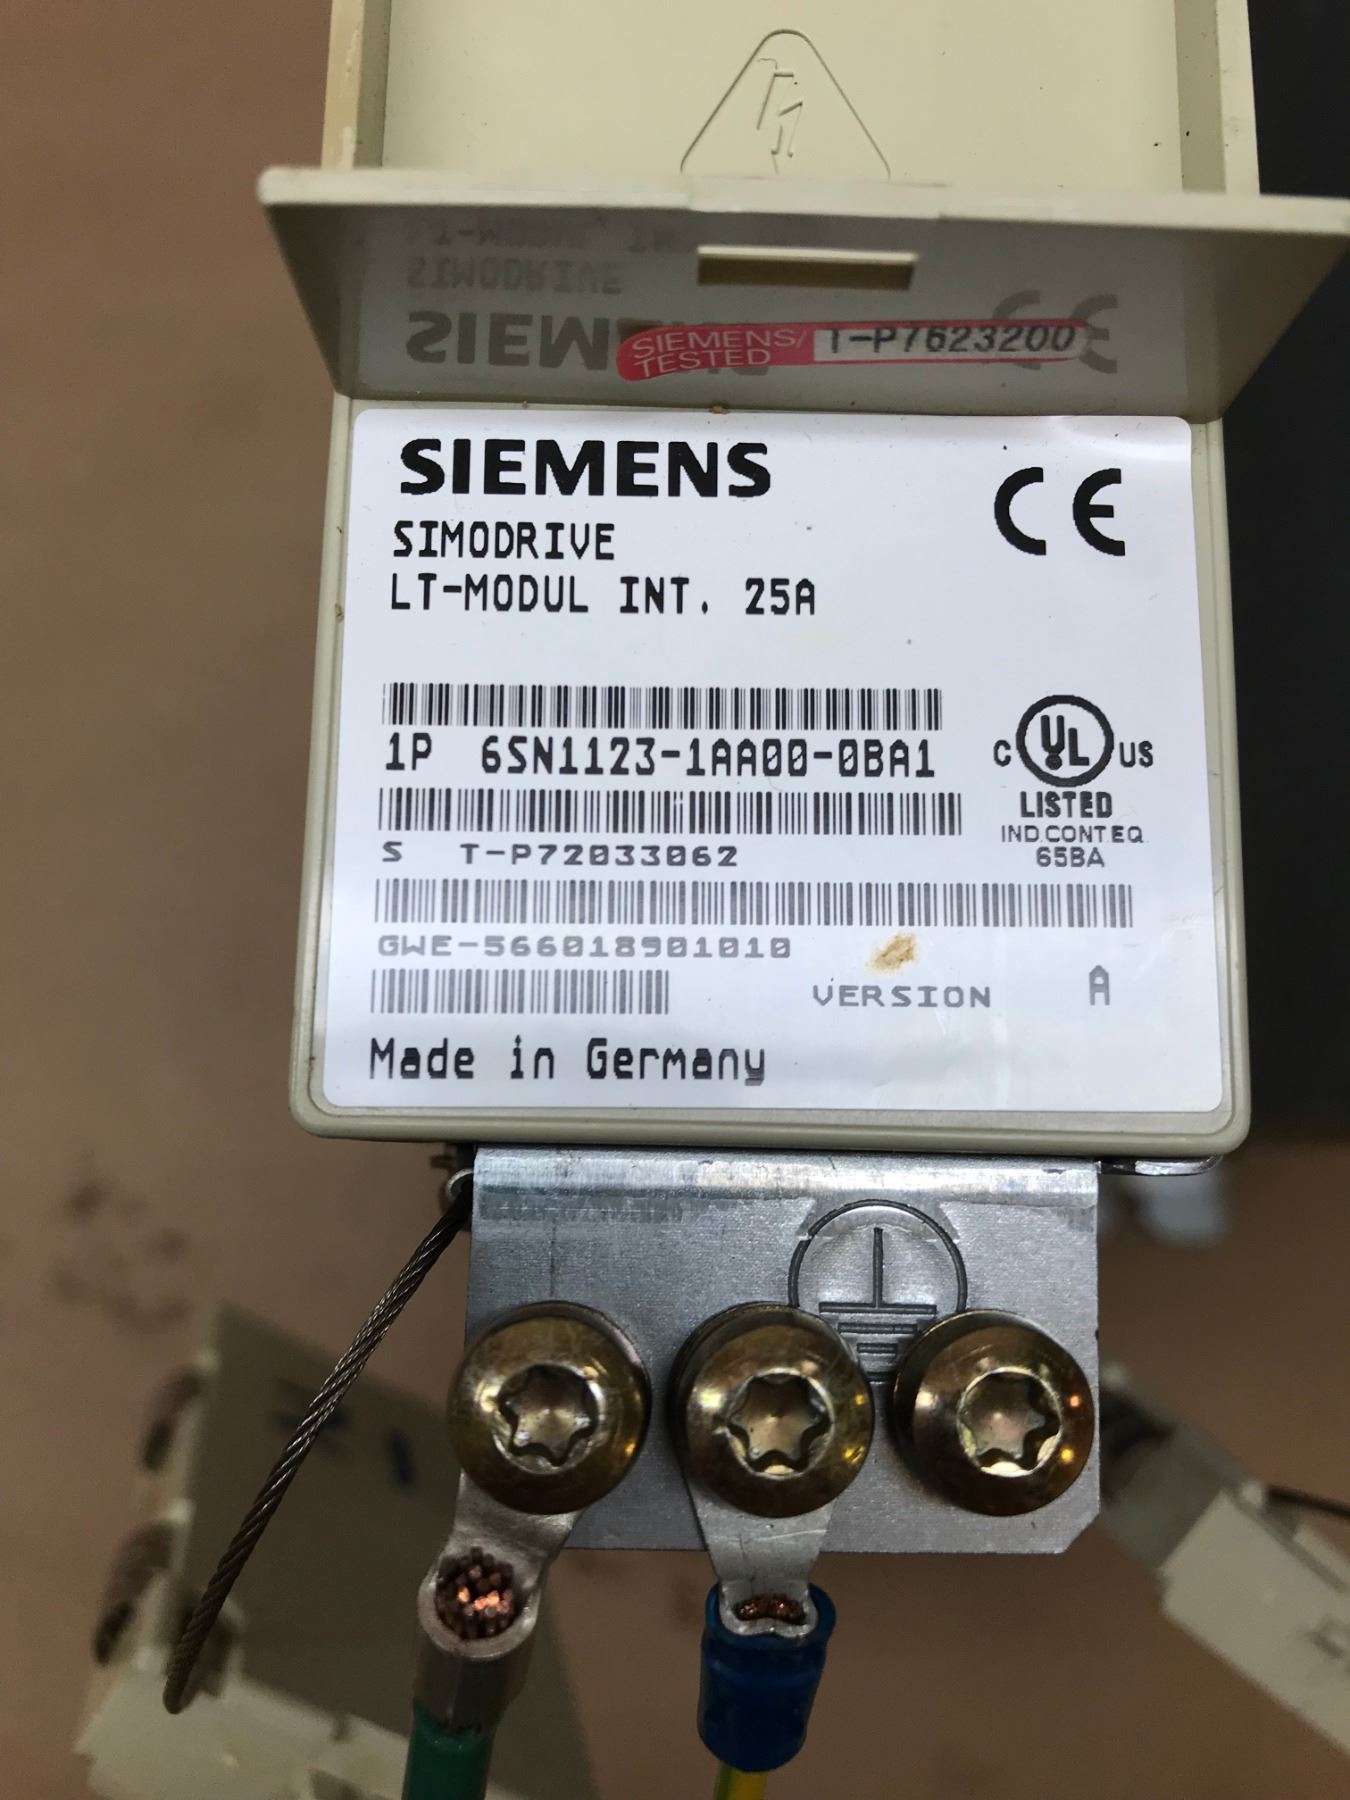 SIEMENS/ T-P7623200
TESTED
SIEMENS
CE
SIMODRIVE
LT-MODUL INT. 25A
1P 6SN1123-1AA00-0BA1
C UL US
LISTED
IND.CONT.EQ.
65BA
S T-P72033062
GWE-566018901010
VERSION A
Made in Germany